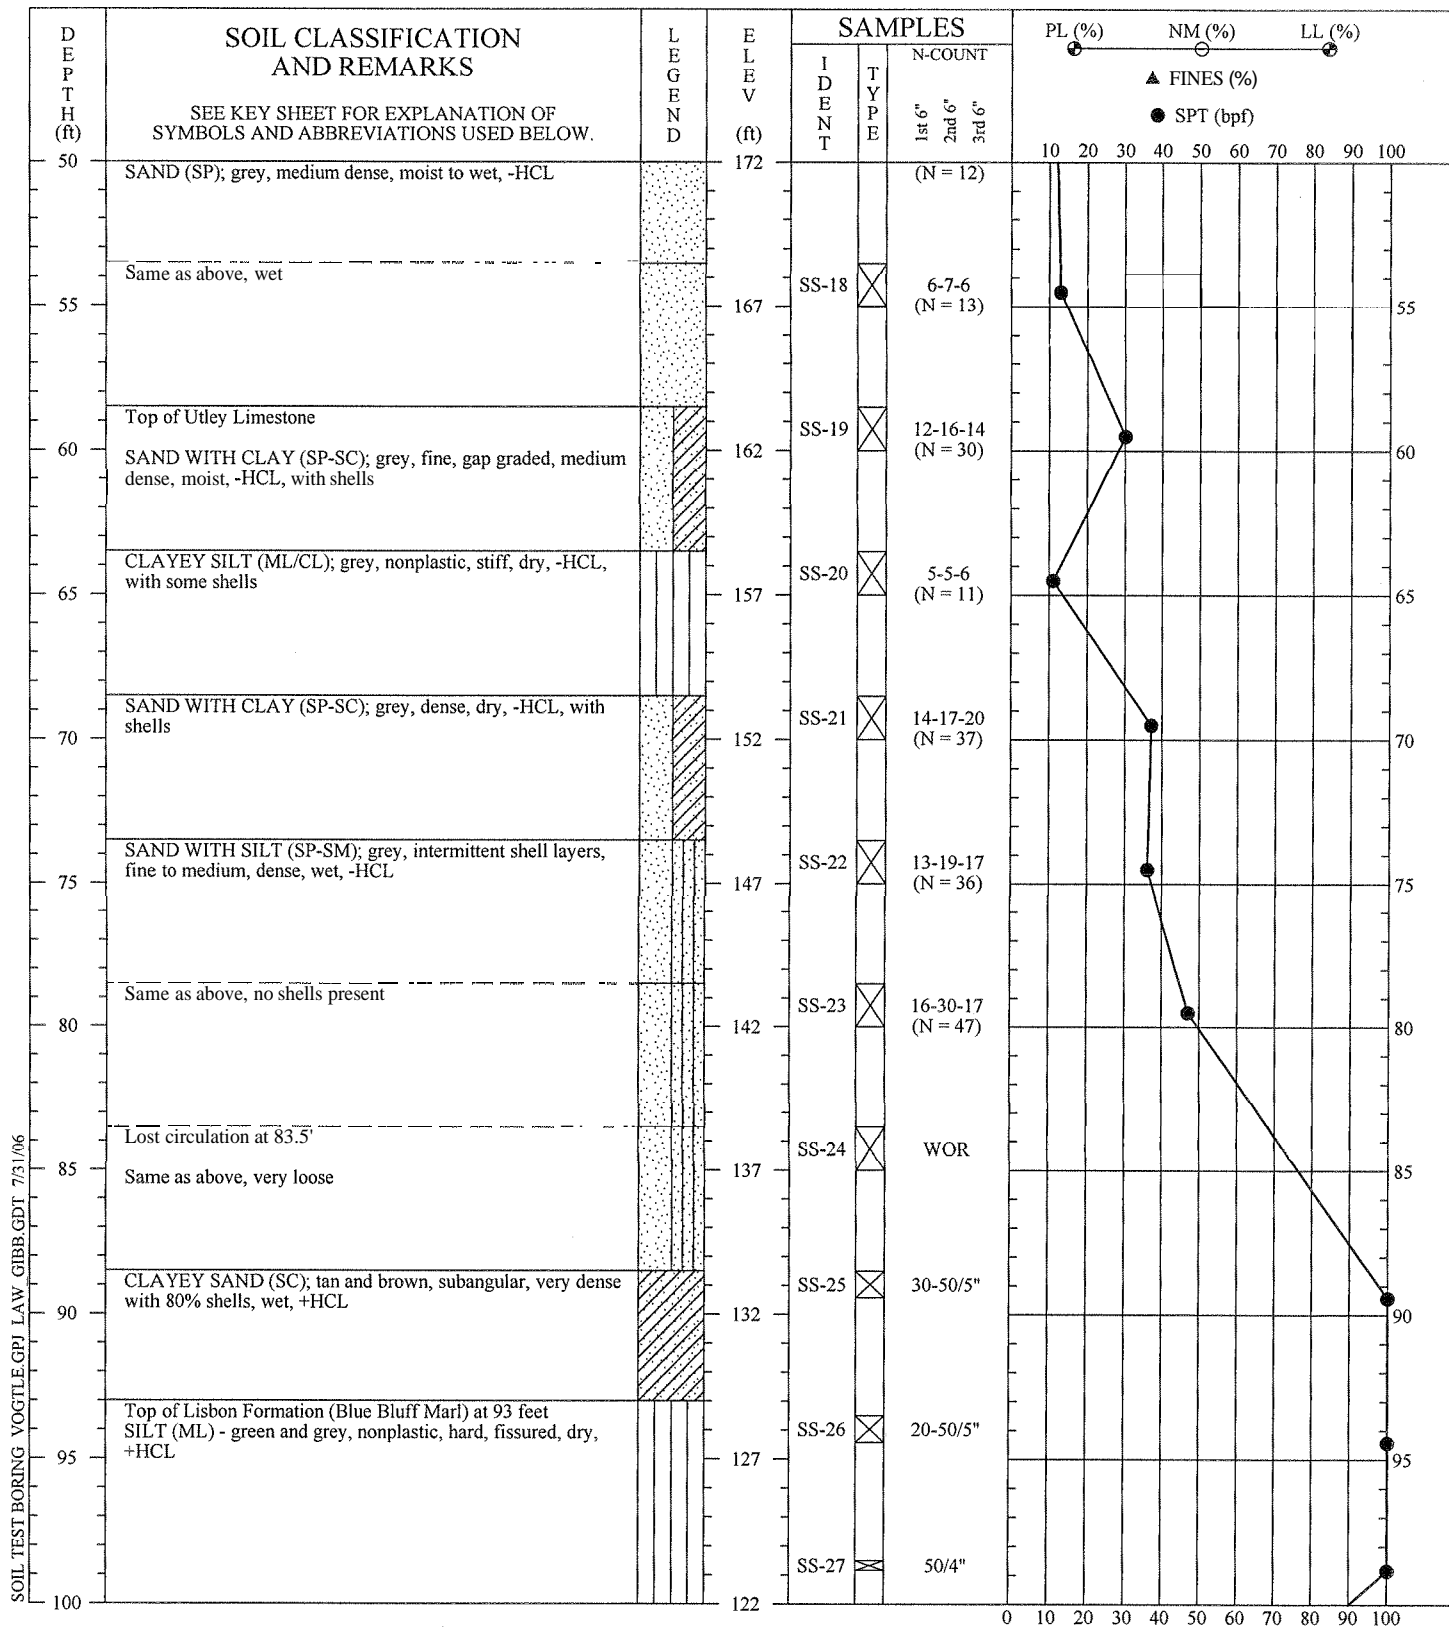 DEPTH (ft)
SOIL CLASSIFICATION
AND REMARKS
SEE KEY SHEET FOR EXPLANATION OF
SYMBOLS AND ABBREVIATIONS USED BELOW.
LEGEND
ELEV (ft)
SAMPLES
IDENT
TYPE
N-COUNT
1st 6"
2nd 6"
3rd 6"
PL (%) NM (%) LL (%)
▲ FINES (%)
● SPT (bpf)
10 20 30 40 50 60 70 80 90 100
50
SAND (SP); grey, medium dense, moist to wet, -HCL
172
(N = 12)
Same as above, wet
SS-18
6-7-6
(N = 13)
55
167
55
Top of Utley Limestone
SS-19
12-16-14
(N = 30)
60
162
60
SAND WITH CLAY (SP-SC); grey, fine, gap graded, medium
dense, moist, -HCL, with shells
CLAYEY SILT (ML/CL); grey, nonplastic, stiff, dry, -HCL,
with some shells
SS-20
5-5-6
(N = 11)
65
157
65
SAND WITH CLAY (SP-SC); grey, dense, dry, -HCL, with
shells
SS-21
14-17-20
(N = 37)
70
152
70
SAND WITH SILT (SP-SM); grey, intermittent shell layers,
fine to medium, dense, wet, -HCL
SS-22
13-19-17
(N = 36)
75
147
75
Same as above, no shells present
SS-23
16-30-17
(N = 47)
80
142
80
Lost circulation at 83.5'
SS-24
WOR
85
137
85
Same as above, very loose
CLAYEY SAND (SC); tan and brown, subangular, very dense
with 80% shells, wet, +HCL
SS-25
30-50/5"
90
132
90
Top of Lisbon Formation (Blue Bluff Marl) at 93 feet
SILT (ML) - green and grey, nonplastic, hard, fissured, dry,
+HCL
SS-26
20-50/5"
95
127
95
SS-27
50/4"
100
122
0 10 20 30 40 50 60 70 80 90 100
SOIL TEST BORING VOGTLE.GPJ LAW_GIBB.GDT 7/31/06